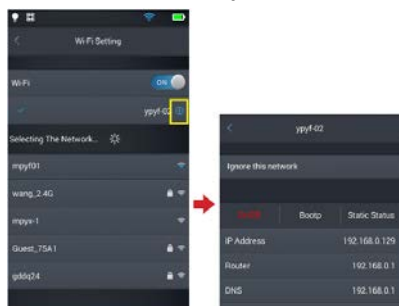 Wi-Fi Setting
Wi-Fi
ON
ypyf-02
Selecting The Network...
mpyf01
wang_2.4G
mpyx-1
Guest_75A1
gddq24
ypyf-02
Ignore this network
Bootp
Static Status
IP Address 192.168.0.129
Router 192.168.0.1
DNS 192.168.0.1